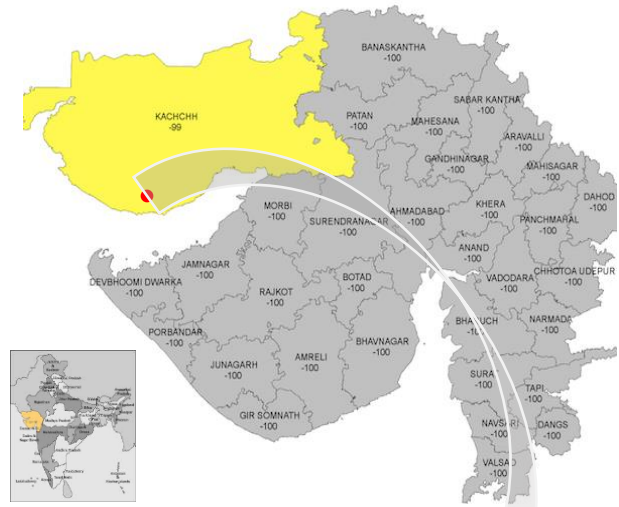 BANASKANTHA
-100
KACHCHH
-99
PATAN
-100
MAHESANA
-100
SABAR KANTHA
-100
ARAVALLI
-100
GANDHINAGAR
-100
MAHISAGAR
-100
DAHOD
-100
MORBI
-100
SURENDRANAGAR
-100
AHMADABAD
-100
KHERA
-100
PANCHMAHAL
-100
ANAND
-100
JAMNAGAR
-100
DEVBHOOMI DWARKA
-100
RAJKOT
-100
BOTAD
-100
VADODARA
-100
CHHOTOA UDEPUR
-100
PORBANDAR
-100
BHAVNAGAR
-100
NARMADA
-100
JUNAGARH
-100
AMRELI
-100
SURAT
-100
TAPI
-100
GIR SOMNATH
-100
NAVSARI
-100
DANGS
-100
VALSAD
-100